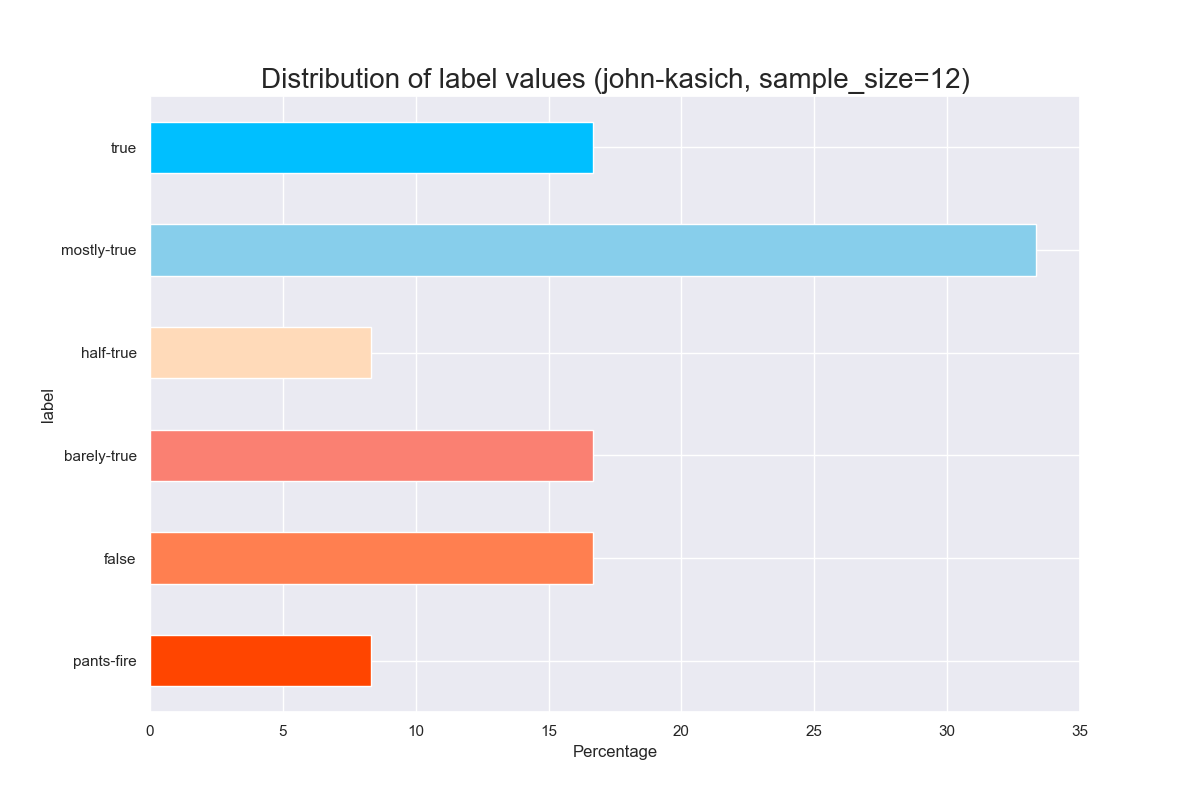 Distribution of label values (john-kasich, sample_size=12)
true
mostly-true
half-true
barely-true
false
pants-fire
label
0 5 10 15 20 25 30 35
Percentage